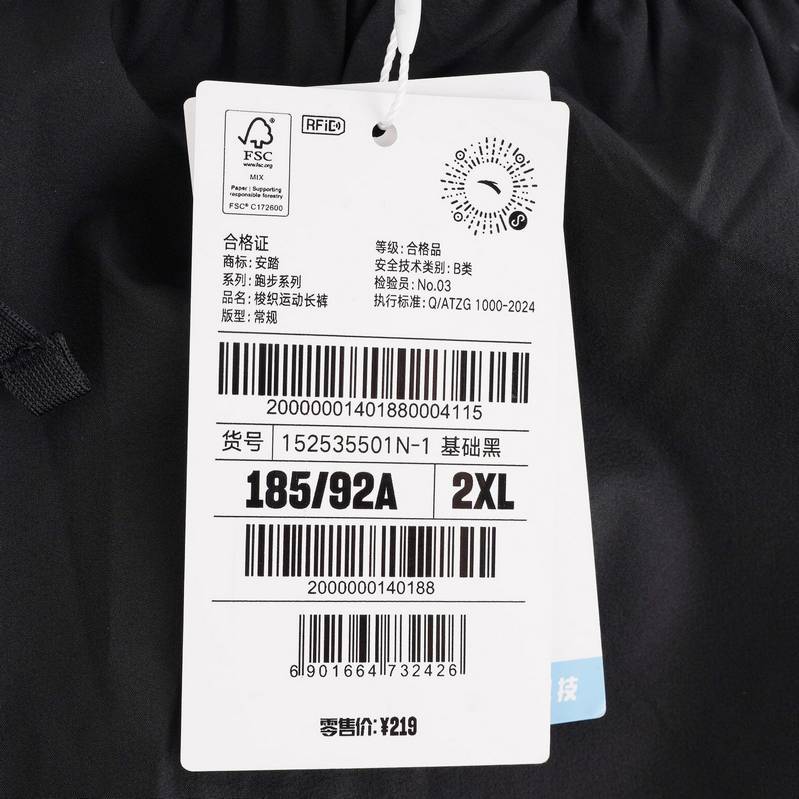 RFID
FSC
www.fsc.org
MIX
Paper | Supporting
responsible forestry
FSC® C172600
合格证
商标: 安踏
系列: 跑步系列
品名: 梭织运动长裤
版型: 常规
等级: 合格品
安全技术类别: B类
检验员: No.03
执行标准: Q/ATZG 1000-2024
20000001401880004115
货号 152535501N-1 基础黑
185/92A 2XL
2000000140188
6 901664 732426
零售价: ¥219
技